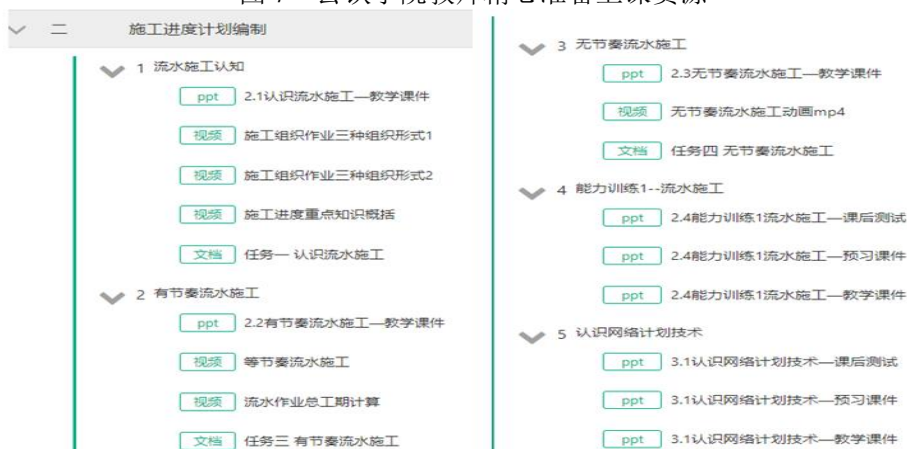 二 施工进度计划编制
1 流水施工认知
ppt 2.1认识流水施工—教学课件
视频 施工组织作业三种组织形式1
视频 施工组织作业三种组织形式2
视频 施工进度重点知识概括
文档 任务一 认识流水施工
2 有节奏流水施工
ppt 2.2有节奏流水施工—教学课件
视频 等节奏流水施工
视频 流水作业总工期计算
文档 任务三 有节奏流水施工
3 无节奏流水施工
ppt 2.3无节奏流水施工—教学课件
视频 无节奏流水施工动画mp4
文档 任务四 无节奏流水施工
4 能力训练1--流水施工
ppt 2.4能力训练1流水施工—课后测试
ppt 2.4能力训练1流水施工—预习课件
ppt 2.4能力训练1流水施工—教学课件
5 认识网络计划技术
ppt 3.1认识网络计划技术—课后测试
ppt 3.1认识网络计划技术—预习课件
ppt 3.1认识网络计划技术—教学课件